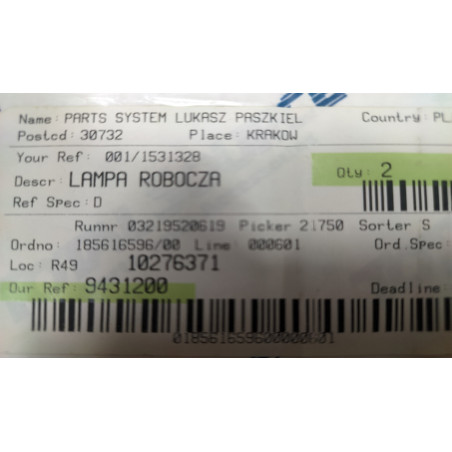 Name: PARTS SYSTEM LUKASZ PASZKIEL Country: PL
Postcd: 30732 Place: KRAKOW
Your Ref: 001/1531328
Descr: LAMPA ROBOCZA Qty: 2
Ref Spec: D
Runnr 03219520619 Picker 21750 Sorter S
Ordno: 185616596/00 Line: 000601 Ord Spec:
Loc: R49 10276371
Our Ref: 9431200 Deadline
01856165960000601